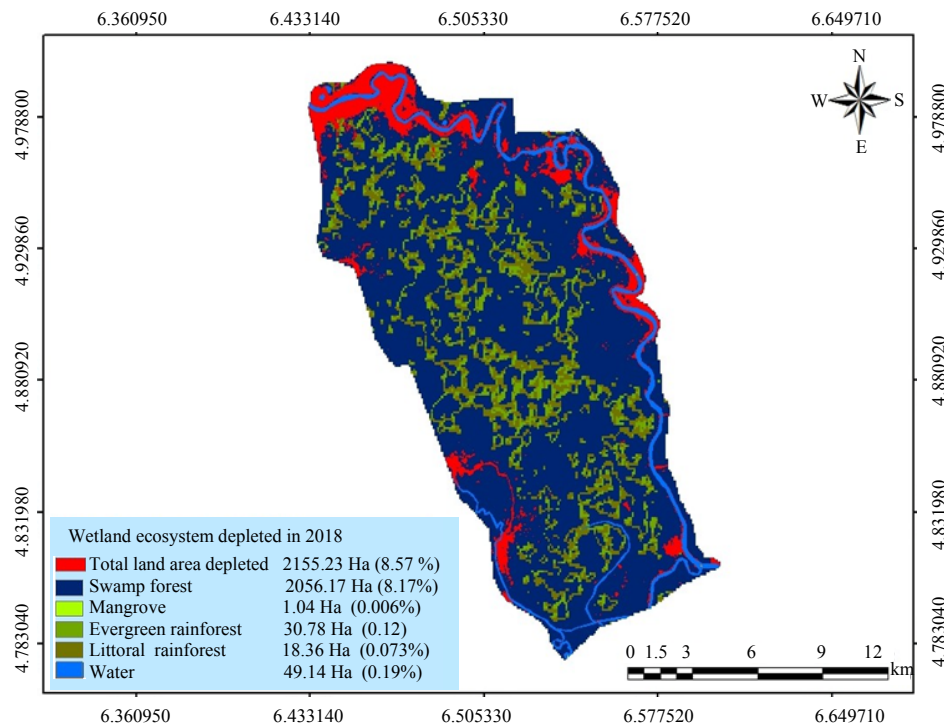 6.360950 6.433140 6.505330 6.577520 6.649710
N
W S
E
4.978800 4.978800
4.929860 4.929860
4.880920 4.880920
4.831980 4.831980
4.783040 4.783040
Wetland ecosystem depleted in 2018
Total land area depleted 2155.23 Ha (8.57 %)
Swamp forest 2056.17 Ha (8.17%)
Mangrove 1.04 Ha (0.006%)
Evergreen rainforest 30.78 Ha (0.12)
Littoral rainforest 18.36 Ha (0.073%)
Water 49.14 Ha (0.19%)
0 1.5 3 6 9 12
km
6.360950 6.433140 6.505330 6.577520 6.649710